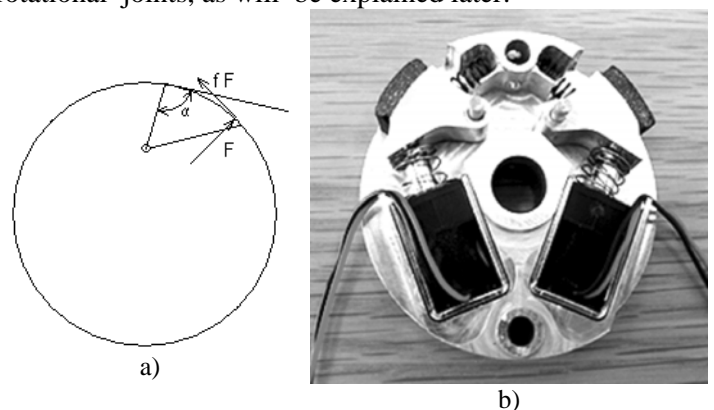 rotational joints, as will be explained later.
f F
α
F
a)
b)